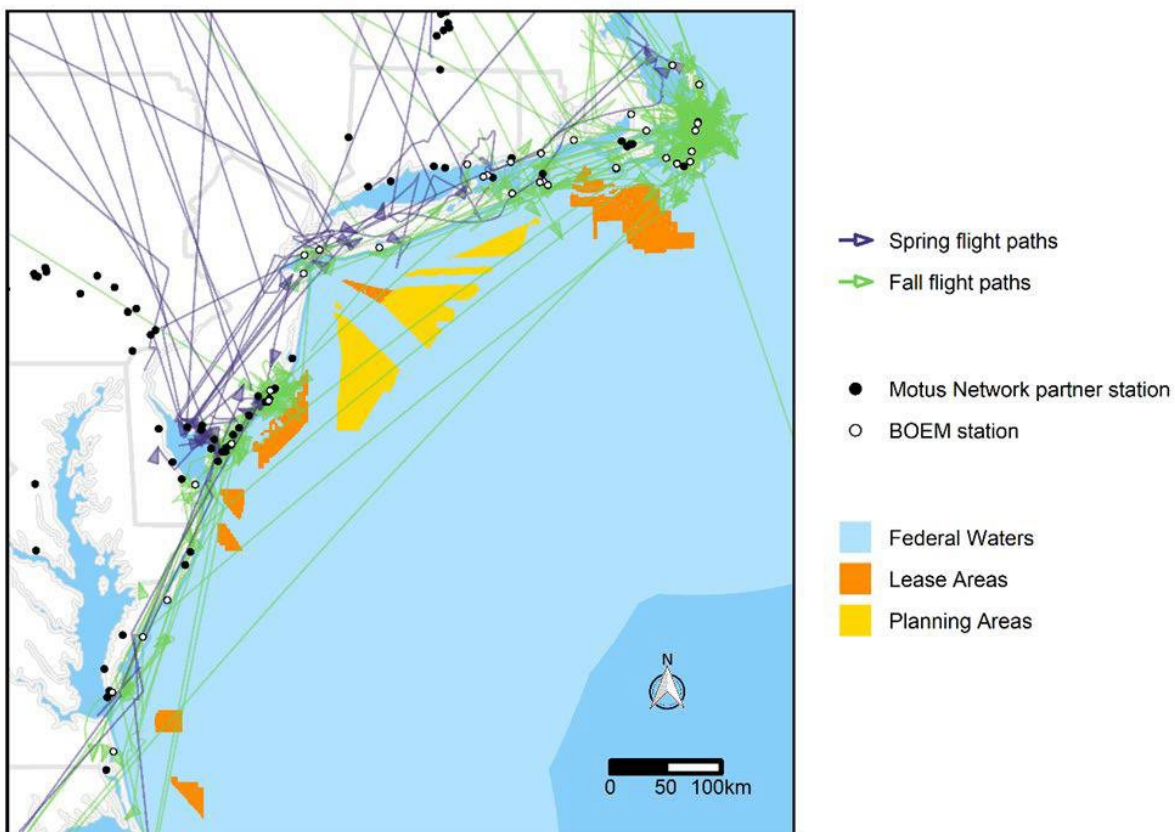 Spring flight paths
Fall flight paths
Motus Network partner station
BOEM station
Federal Waters
Lease Areas
Planning Areas
N
0 50 100km